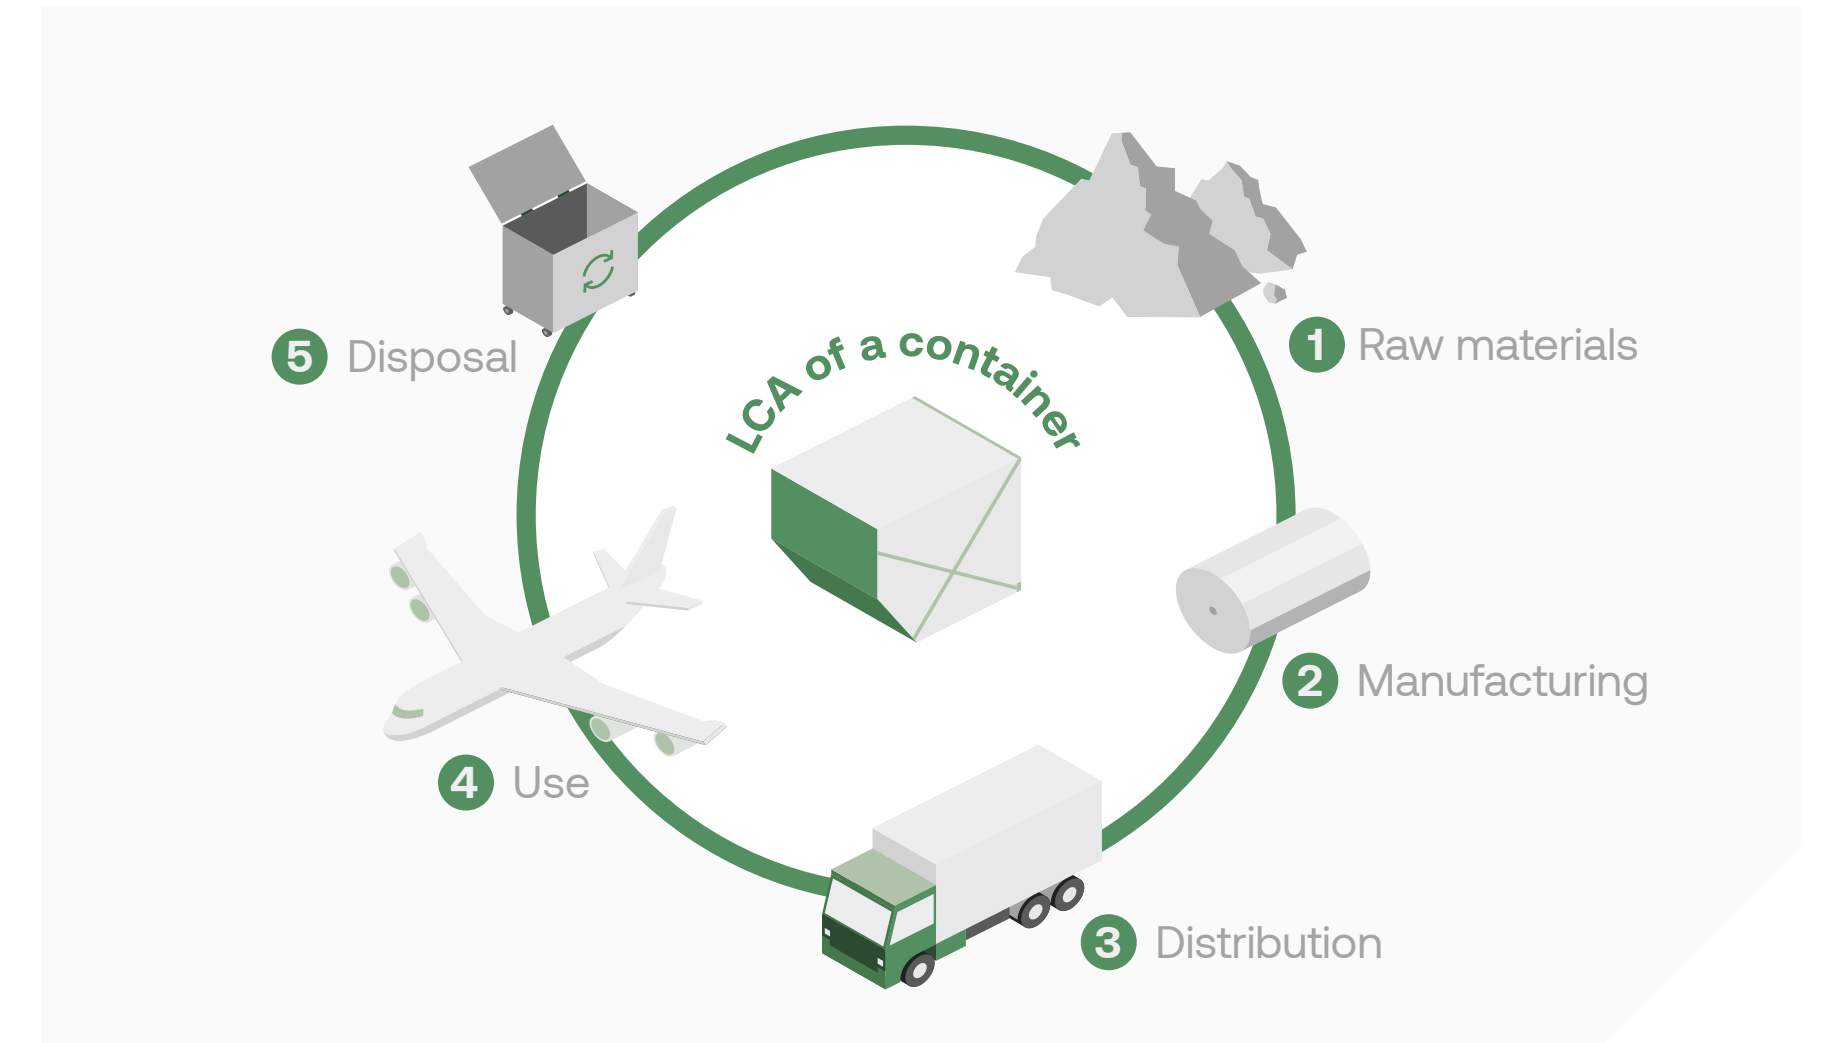 LCA of a container
1 Raw materials
2 Manufacturing
3 Distribution
4 Use
5 Disposal